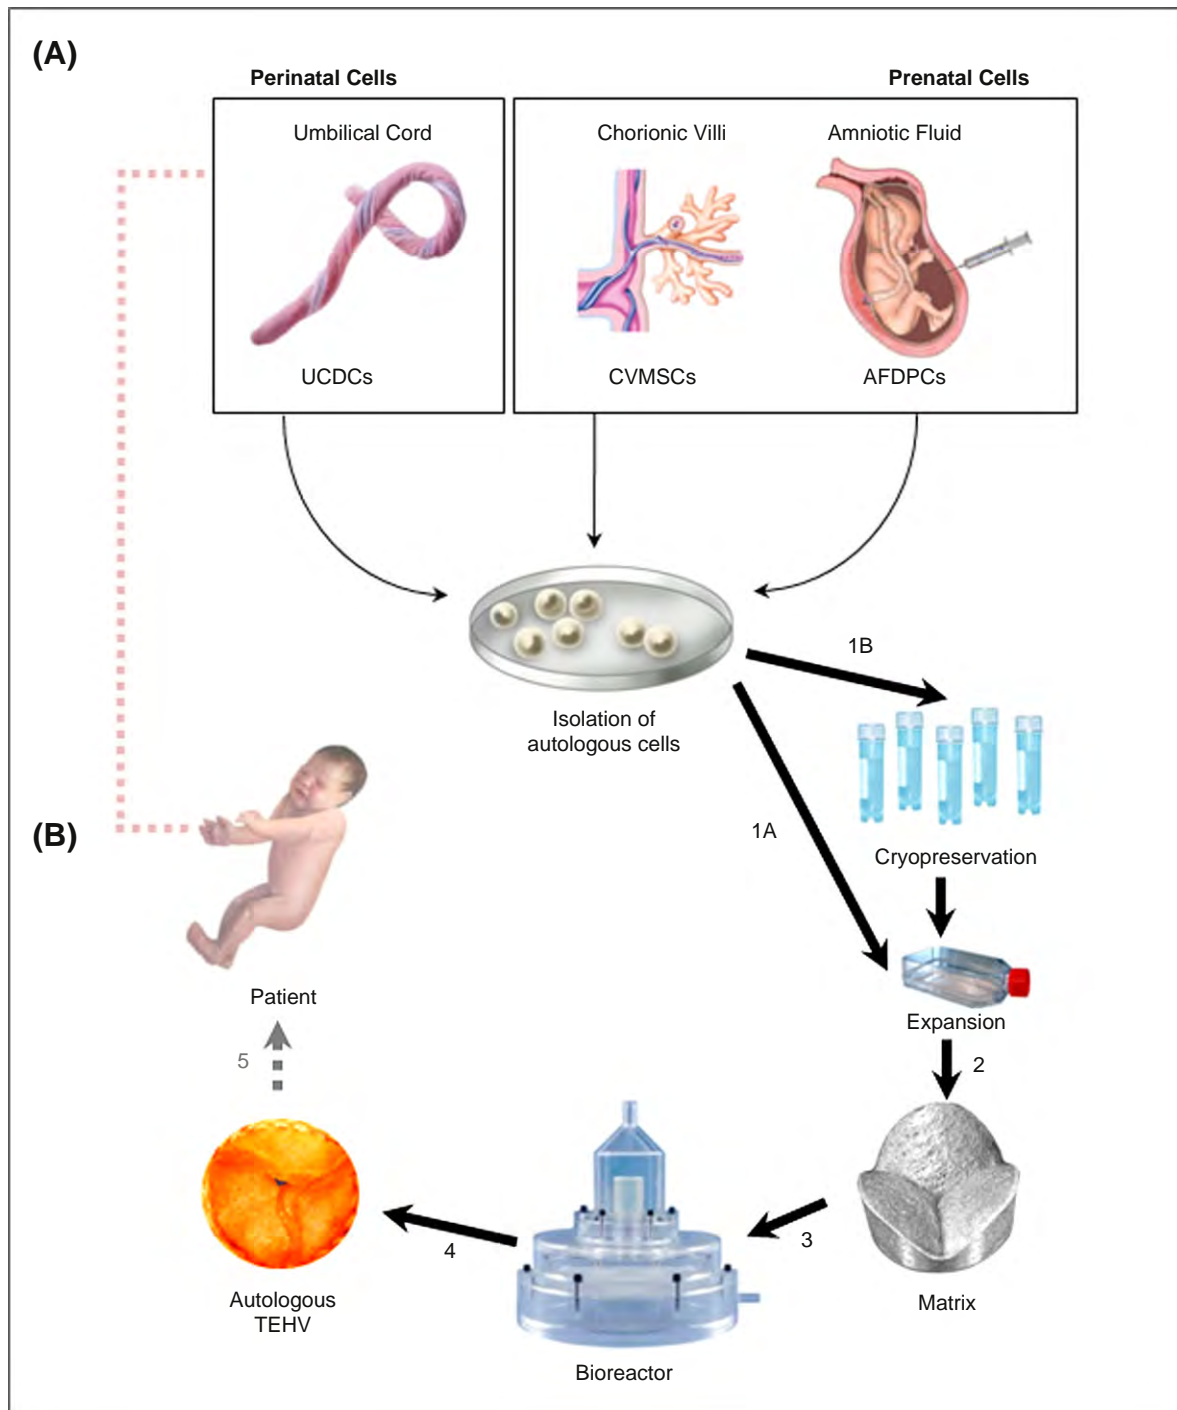 (A)
Perinatal Cells
Prenatal Cells
Umbilical Cord
Chorionic Villi
Amniotic Fluid
UCDCs
CVMSCs
AFDPCs
1B
Isolation of
autologous cells
1A
(B)
Cryopreservation
Patient
Expansion
5
2
3
4
Autologous
TEHV
Matrix
Bioreactor